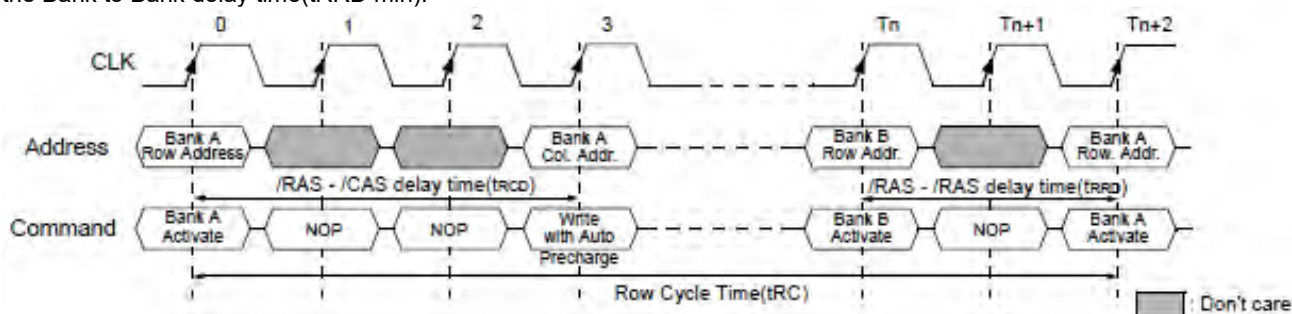 the Bank to Bank delay time(tRRD min).
0 1 2 3 Tn Tn+1 Tn+2
CLK
Address
Bank A
Row Address
Bank A
Col. Addr.
Bank B
Row Addr.
Bank A
Row. Addr.
/RAS - /CAS delay time(tRCD)
/RAS - /RAS delay time(tRRD)
Command
Bank A
Activate
NOP
NOP
Write
with Auto
Precharge
Bank B
Activate
NOP
Bank A
Activate
Row Cycle Time(tRC)
: Don't care